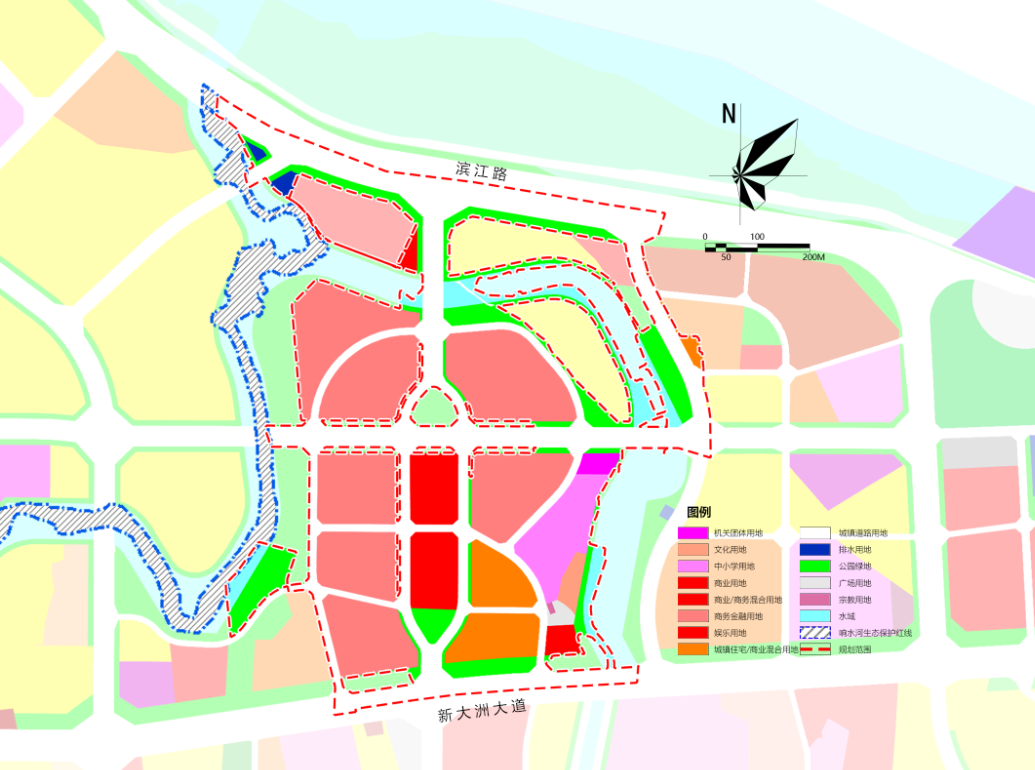 N
滨江路
0 100
50 200M
图例
机关团体用地
文化用地
中小学用地
商业用地
商业/商务混合用地
商务金融用地
娱乐用地
城镇住宅/商业混合用地
城镇道路用地
排水用地
公园绿地
广场用地
宗教用地
水域
响水河生态保护红线
规划范围
新大洲大道